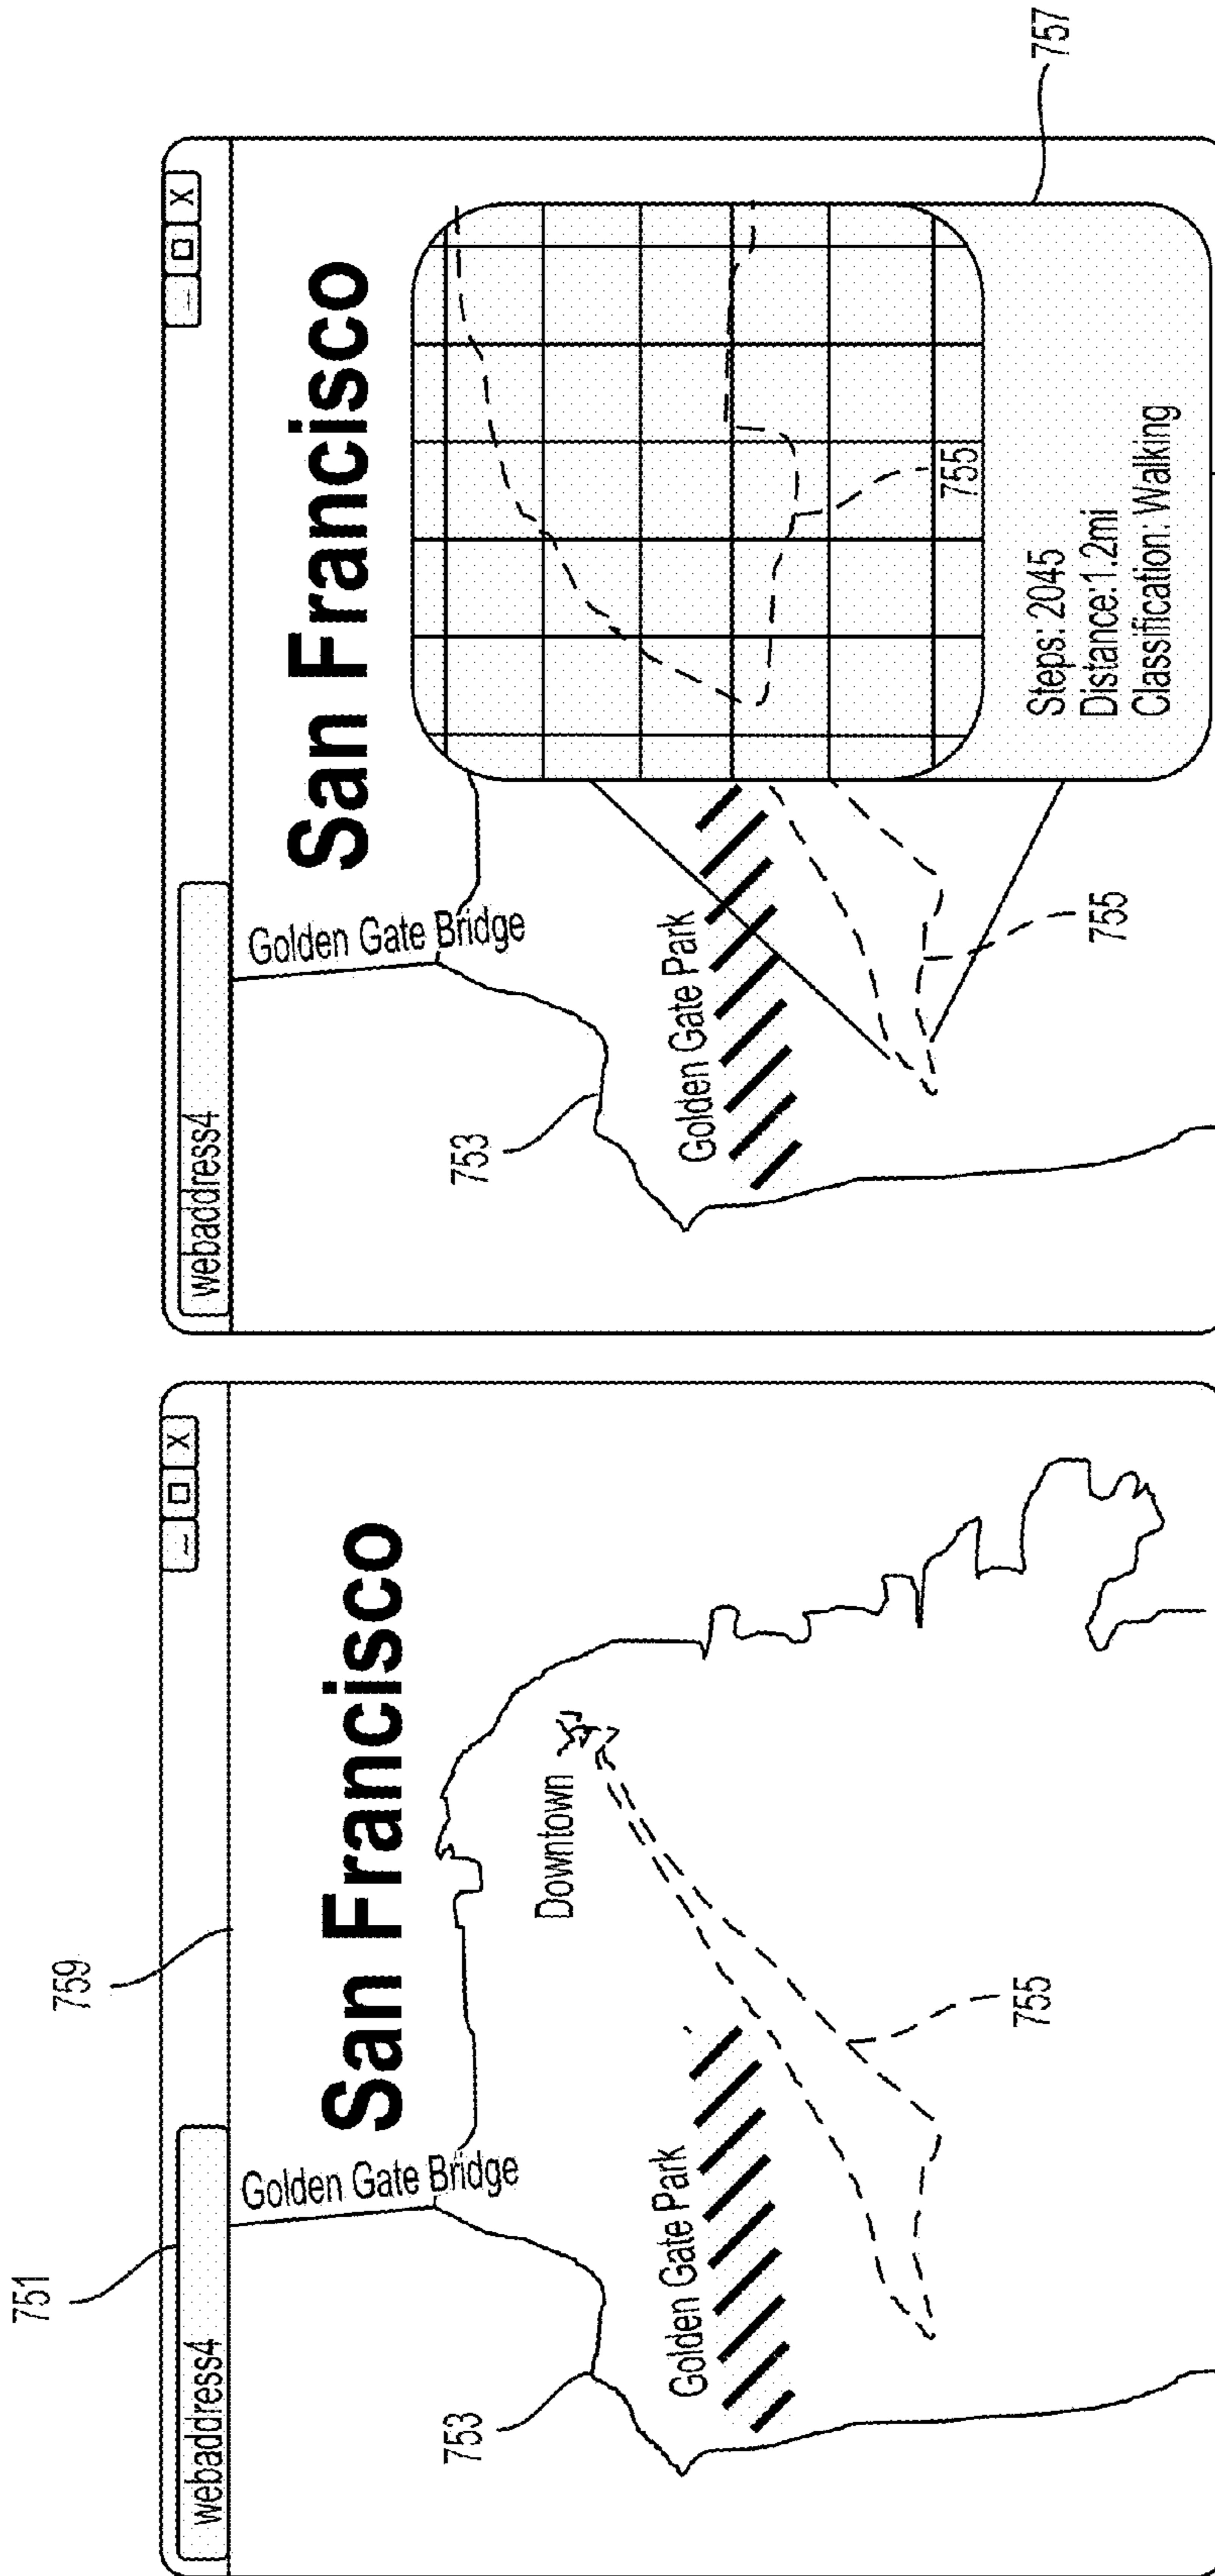 751
759
webaddress4
_ □ X
San Francisco
Golden Gate Bridge
753
Golden Gate Park
Downtown
755
webaddress4
_ □ X
San Francisco
Golden Gate Bridge
753
Golden Gate Park
755
755
Steps: 2045
Distance:1.2mi
Classification: Walking
757